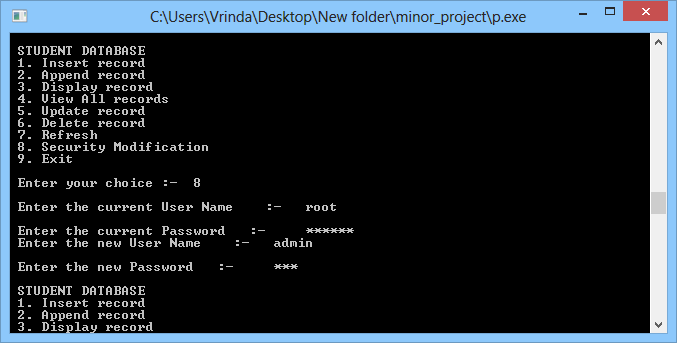 C:\Users\Vrinda\Desktop\New folder\minor_project\p.exe
STUDENT DATABASE
1. Insert record
2. Append record
3. Display record
4. View All records
5. Update record
6. Delete record
7. Refresh
8. Security Modification
9. Exit
Enter your choice :- 8
Enter the current User Name :- root
Enter the current Password :- ******
Enter the new User Name :- admin
Enter the new Password :- ***
STUDENT DATABASE
1. Insert record
2. Append record
3. Display record